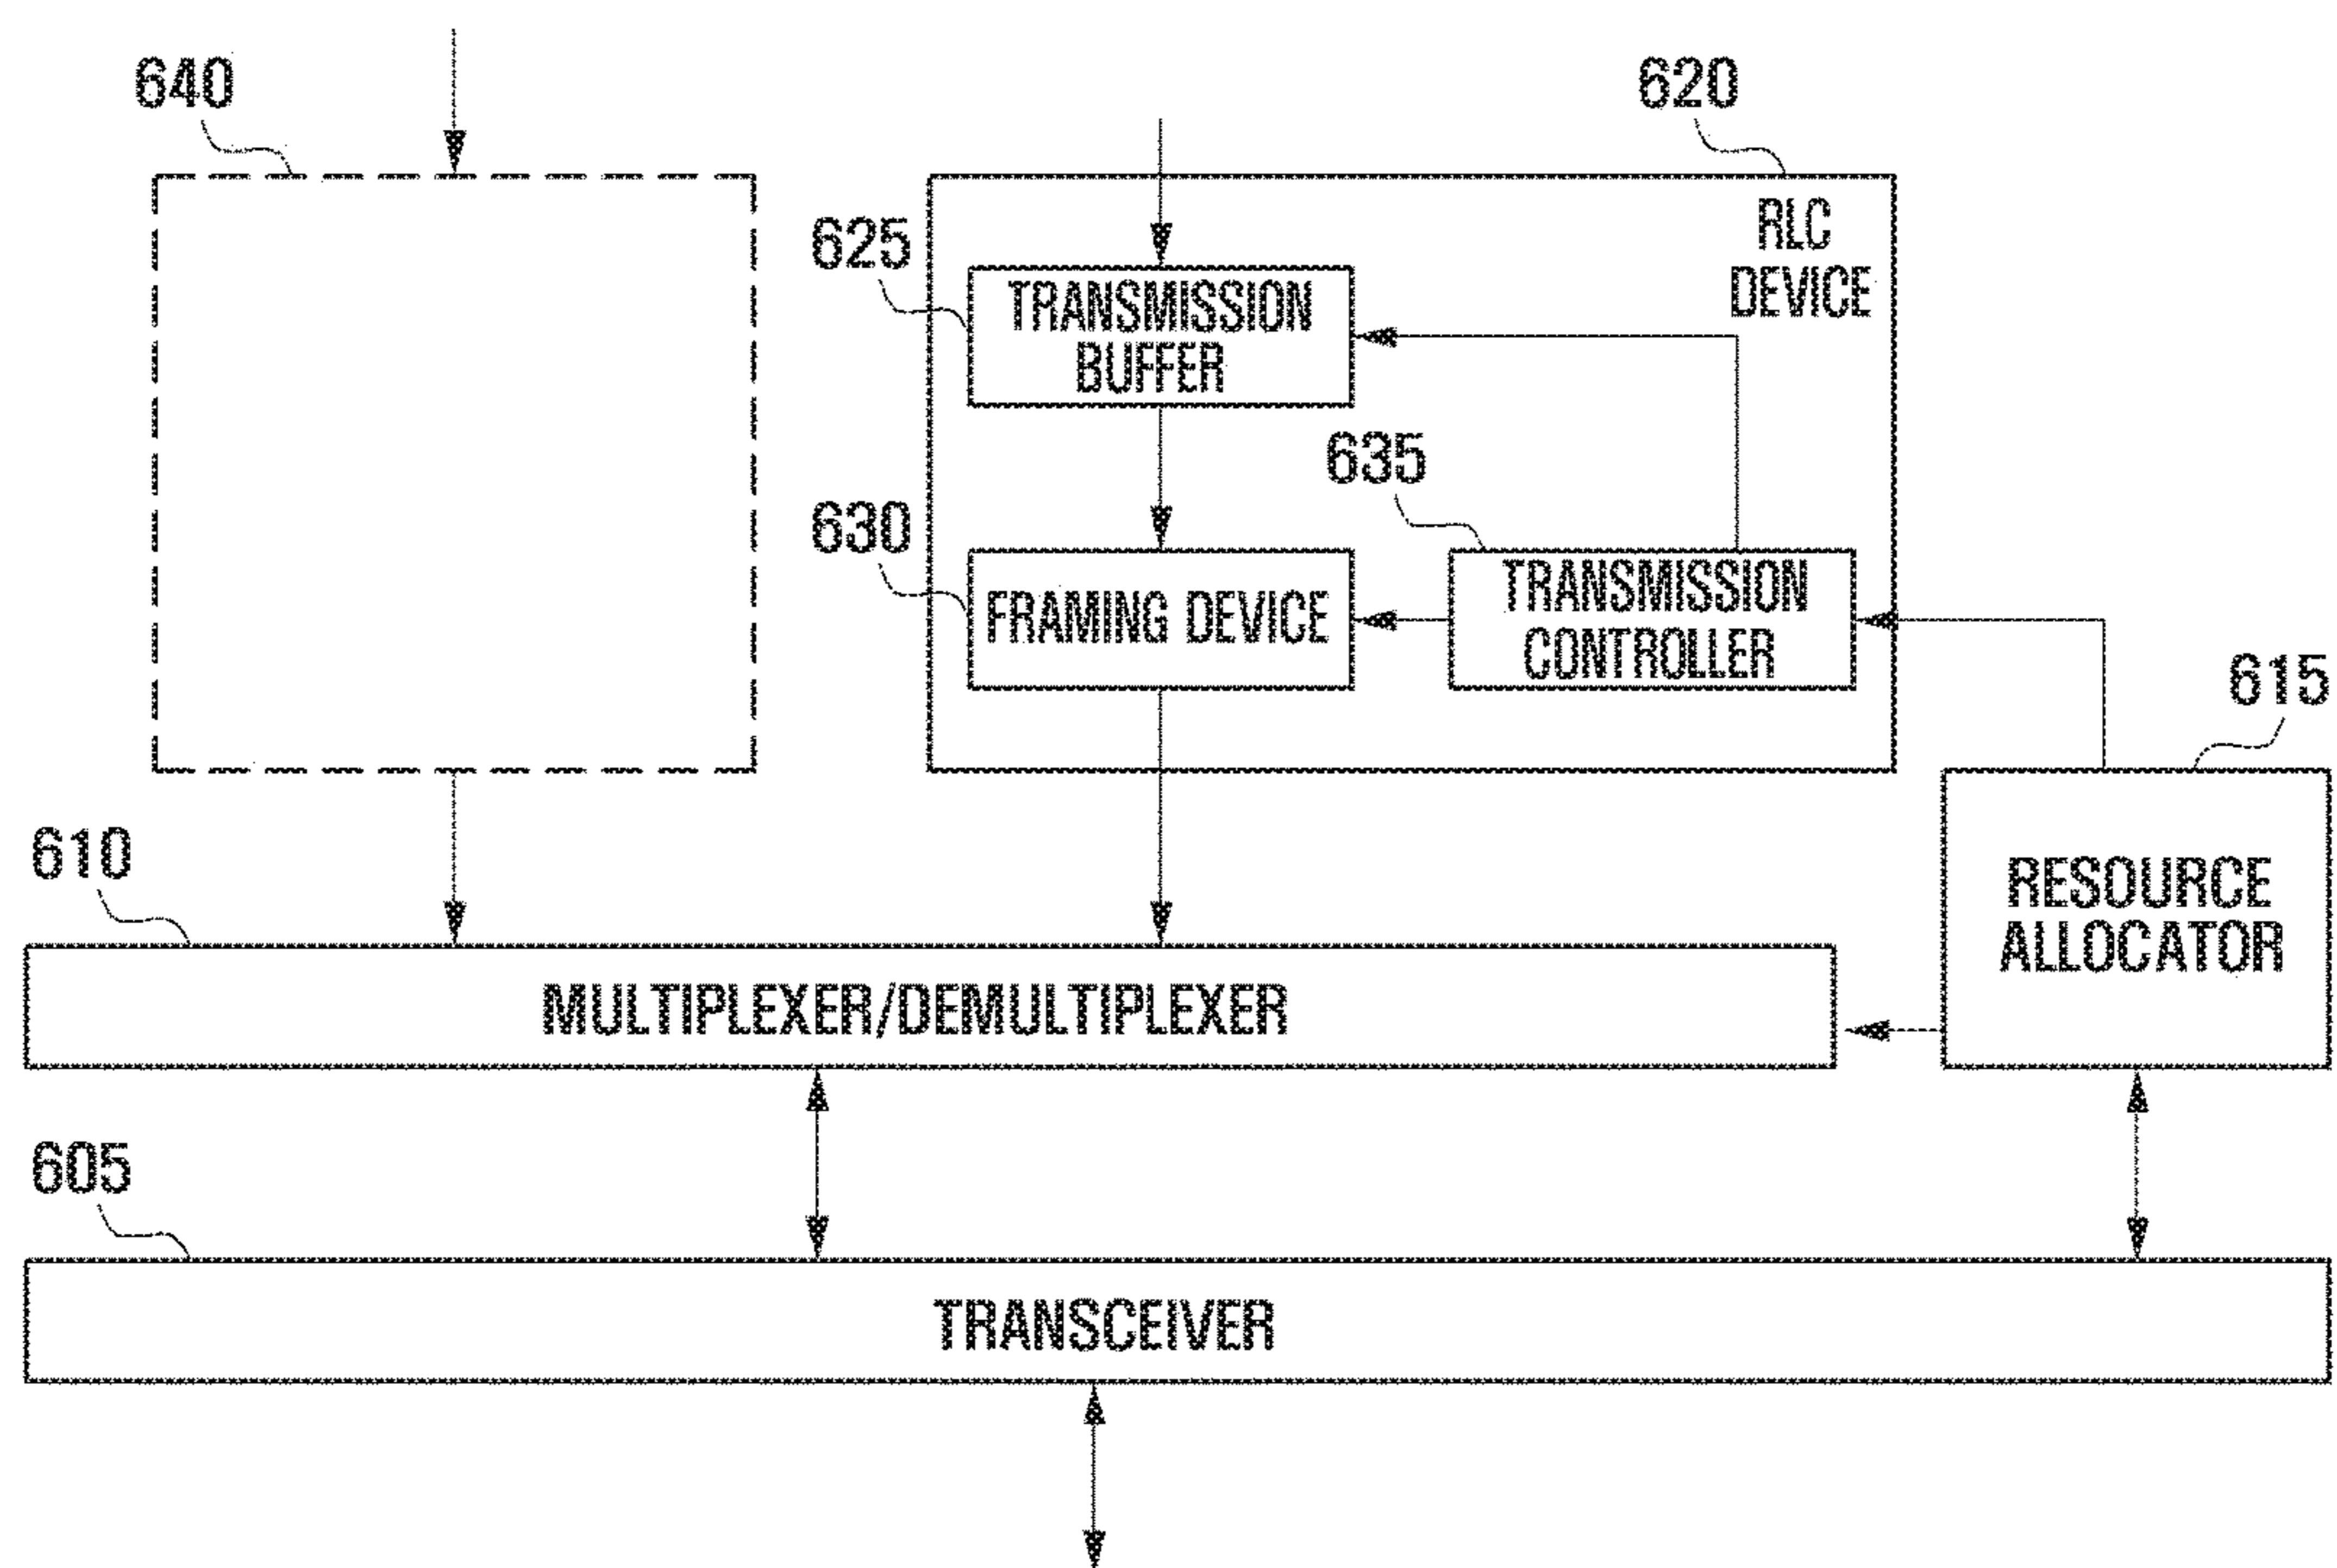 640
620
RLC
DEVICE
625
TRANSMISSION
BUFFER
635
630
FRAMING DEVICE
TRANSMISSION
CONTROLLER
615
RESOURCE
ALLOCATOR
610
MULTIPLEXER/DEMULTIPLEXER
605
TRANSCEIVER